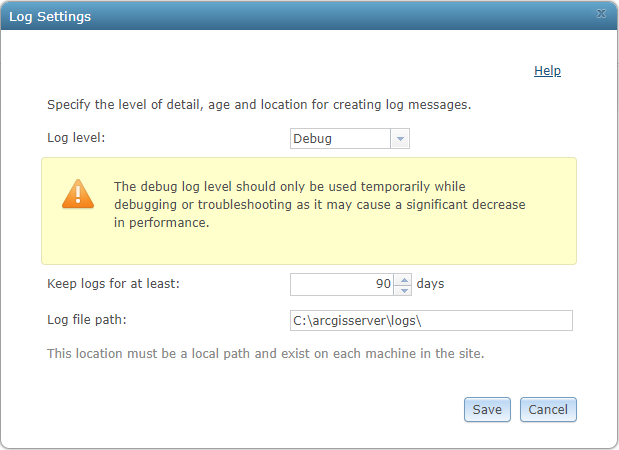 Log Settings
x
Help
Specify the level of detail, age and location for creating log messages.
Log level:
Debug
The debug log level should only be used temporarily while
debugging or troubleshooting as it may cause a significant decrease
in performance.
Keep logs for at least:
90 days
Log file path:
C:\arcgisserver\logs\
This location must be a local path and exist on each machine in the site.
Save
Cancel